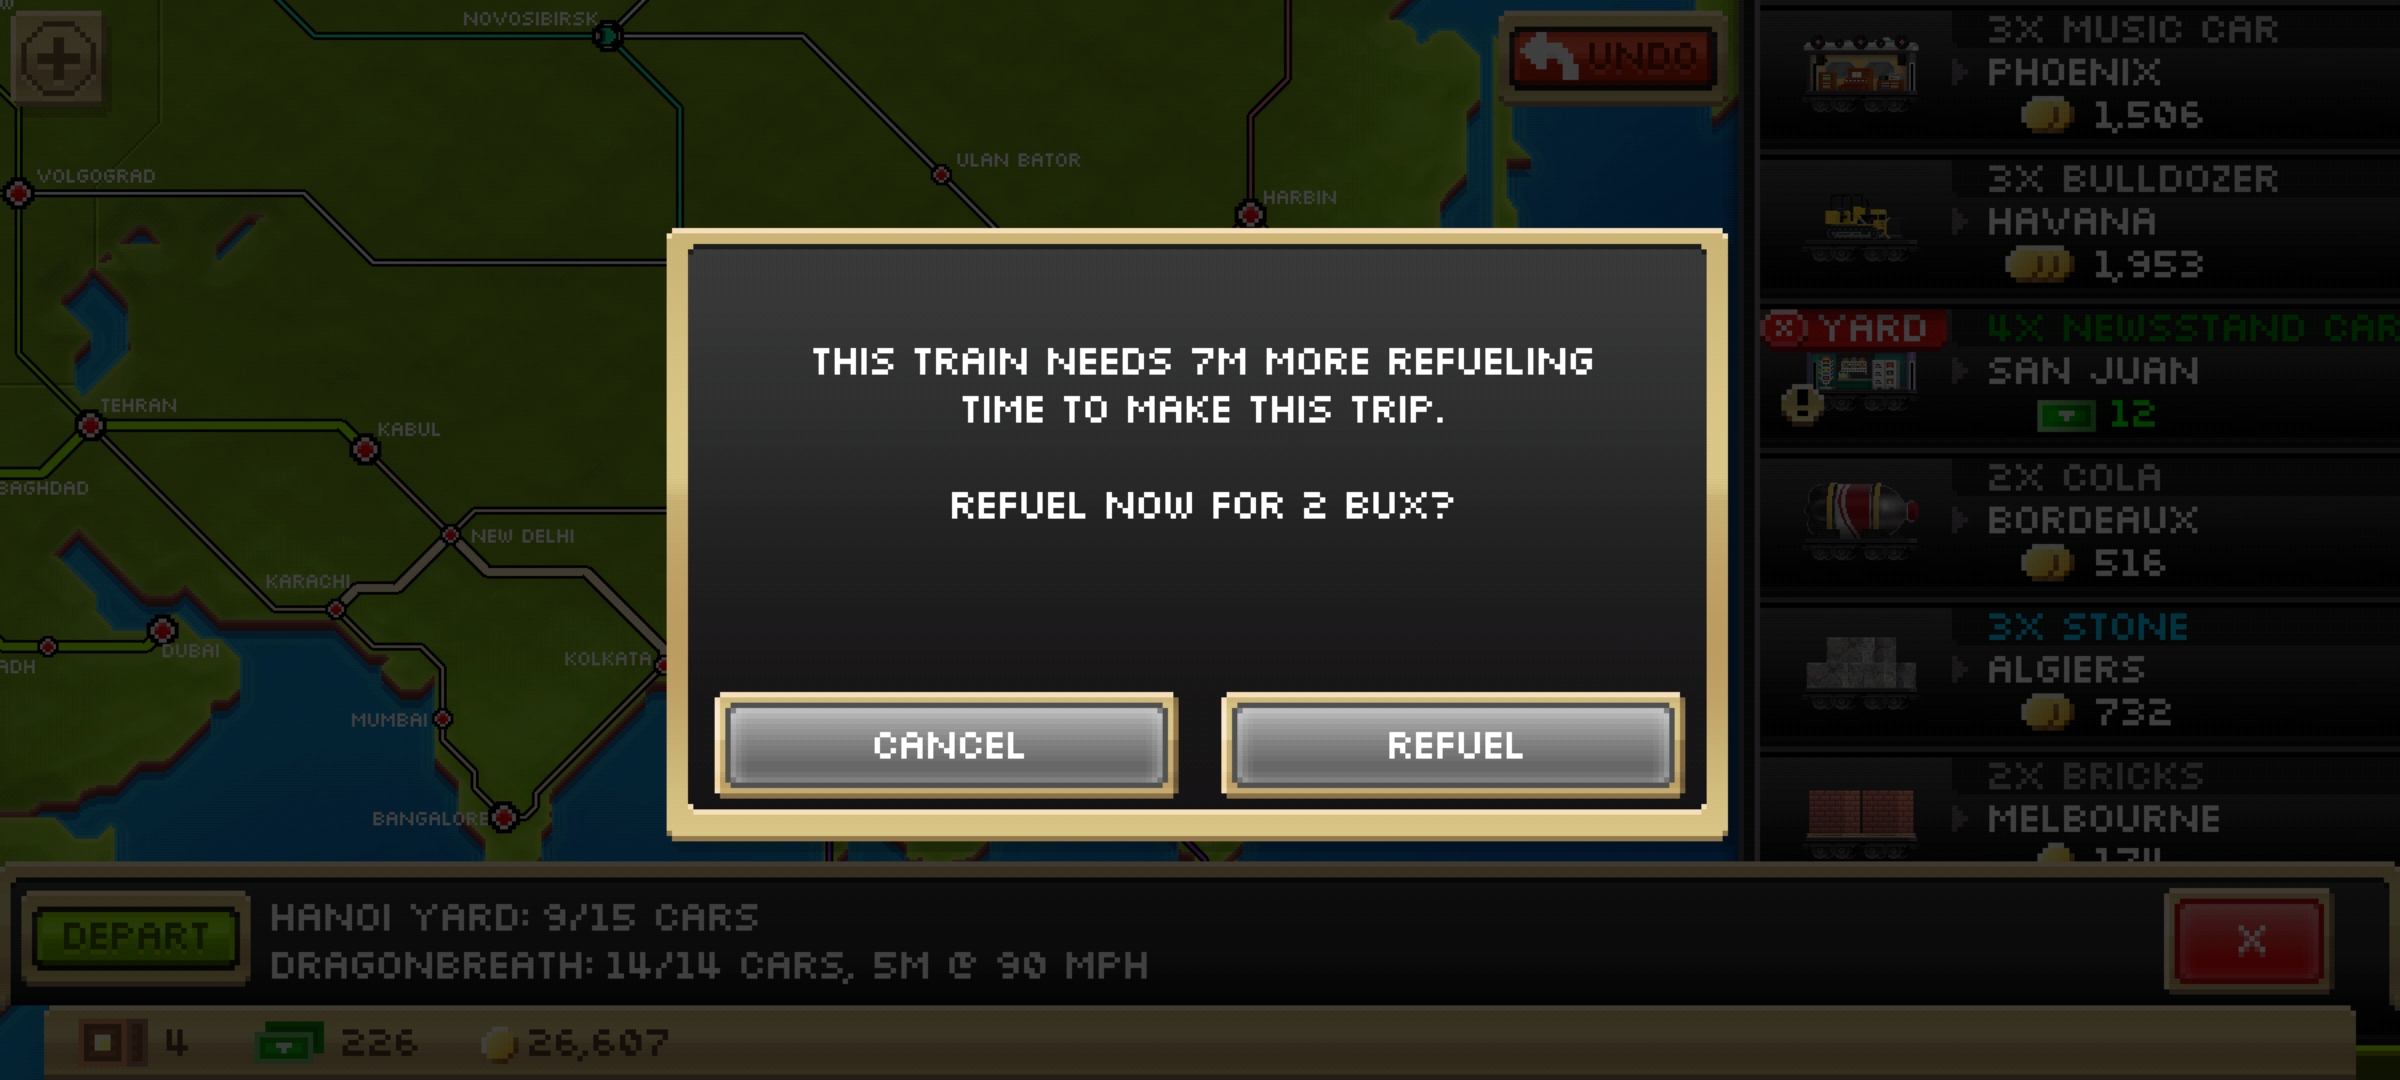 NOVOSIBIRSK
UNDO
3X MUSIC CAR
PHOENIX
1,506
ULAN BATOR
VOLGOGRAD
HARBIN
3X BULLDOZER
HAVANA
1,953
YARD
4X NEWSSTAND CAR
SAN JUAN
12
THIS TRAIN NEEDS 7M MORE REFUELING
TIME TO MAKE THIS TRIP.
REFUEL NOW FOR 2 BUX?
CANCEL
REFUEL
TEHRAN
KABUL
BAGHDAD
NEW DELHI
KARACHI
DUBAI
ADH
KOLKATA
MUMBAI
BANGALORE
2X COLA
BORDEAUX
516
3X STONE
ALGIERS
732
2X BRICKS
MELBOURNE
DEPART
HANOI YARD: 9/15 CARS
DRAGONBREATH: 14/14 CARS, 5M @ 90 MPH
X
4
226
26,607